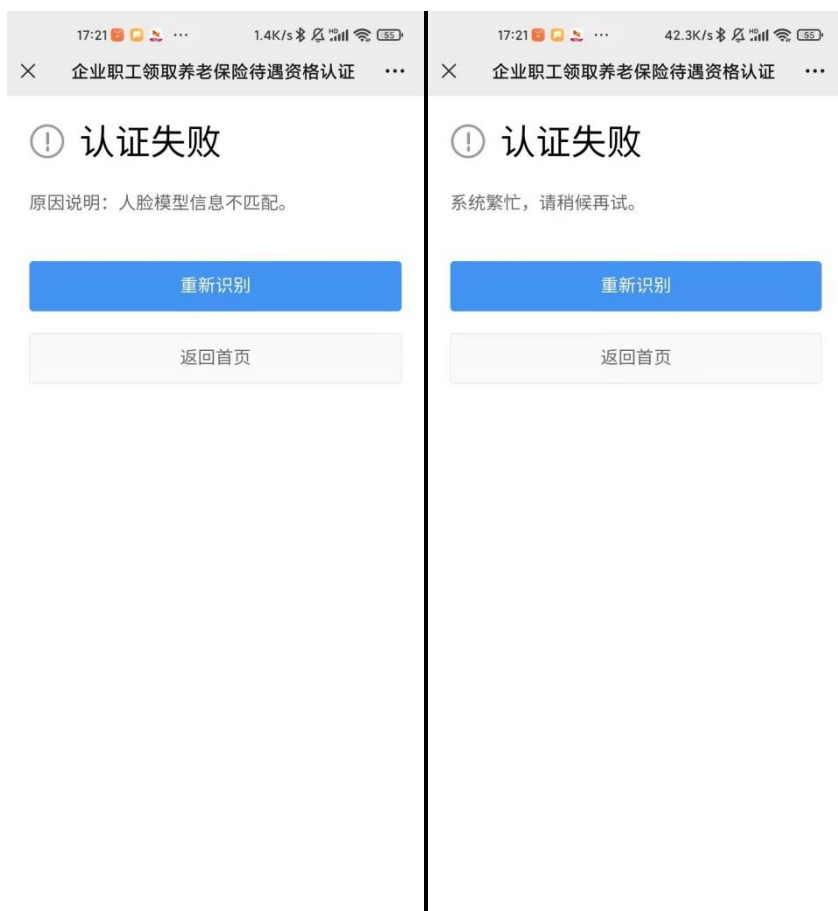 17:21 ··· 1.4K/s HD 55
企业职工领取养老保险待遇资格认证
认证失败
原因说明：人脸模型信息不匹配。
重新识别
返回首页
17:21 ··· 42.3K/s HD 55
企业职工领取养老保险待遇资格认证
认证失败
系统繁忙，请稍候再试。
重新识别
返回首页